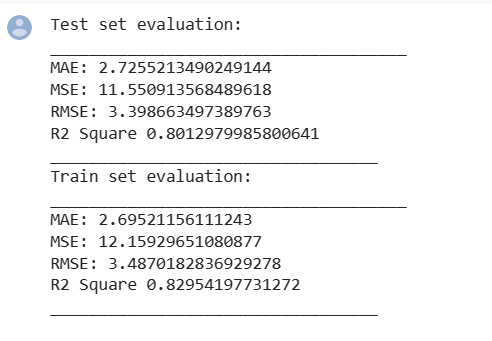 Test set evaluation:
_____________________________________
MAE: 2.7255213490249144
MSE: 11.550913568489618
RMSE: 3.398663497389763
R2 Square 0.8012979985800641
__________________________________
Train set evaluation:
_____________________________________
MAE: 2.69521156111243
MSE: 12.15929651080877
RMSE: 3.4870182836929278
R2 Square 0.82954197731272
__________________________________